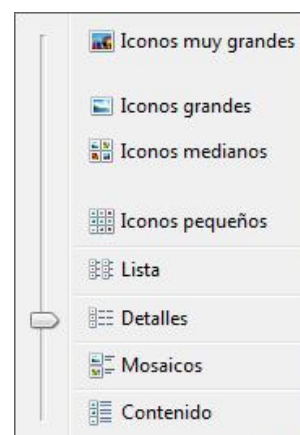 Iconos muy grandes
Iconos grandes
Iconos medianos
Iconos pequeños
Lista
Detalles
Mosaicos
Contenido